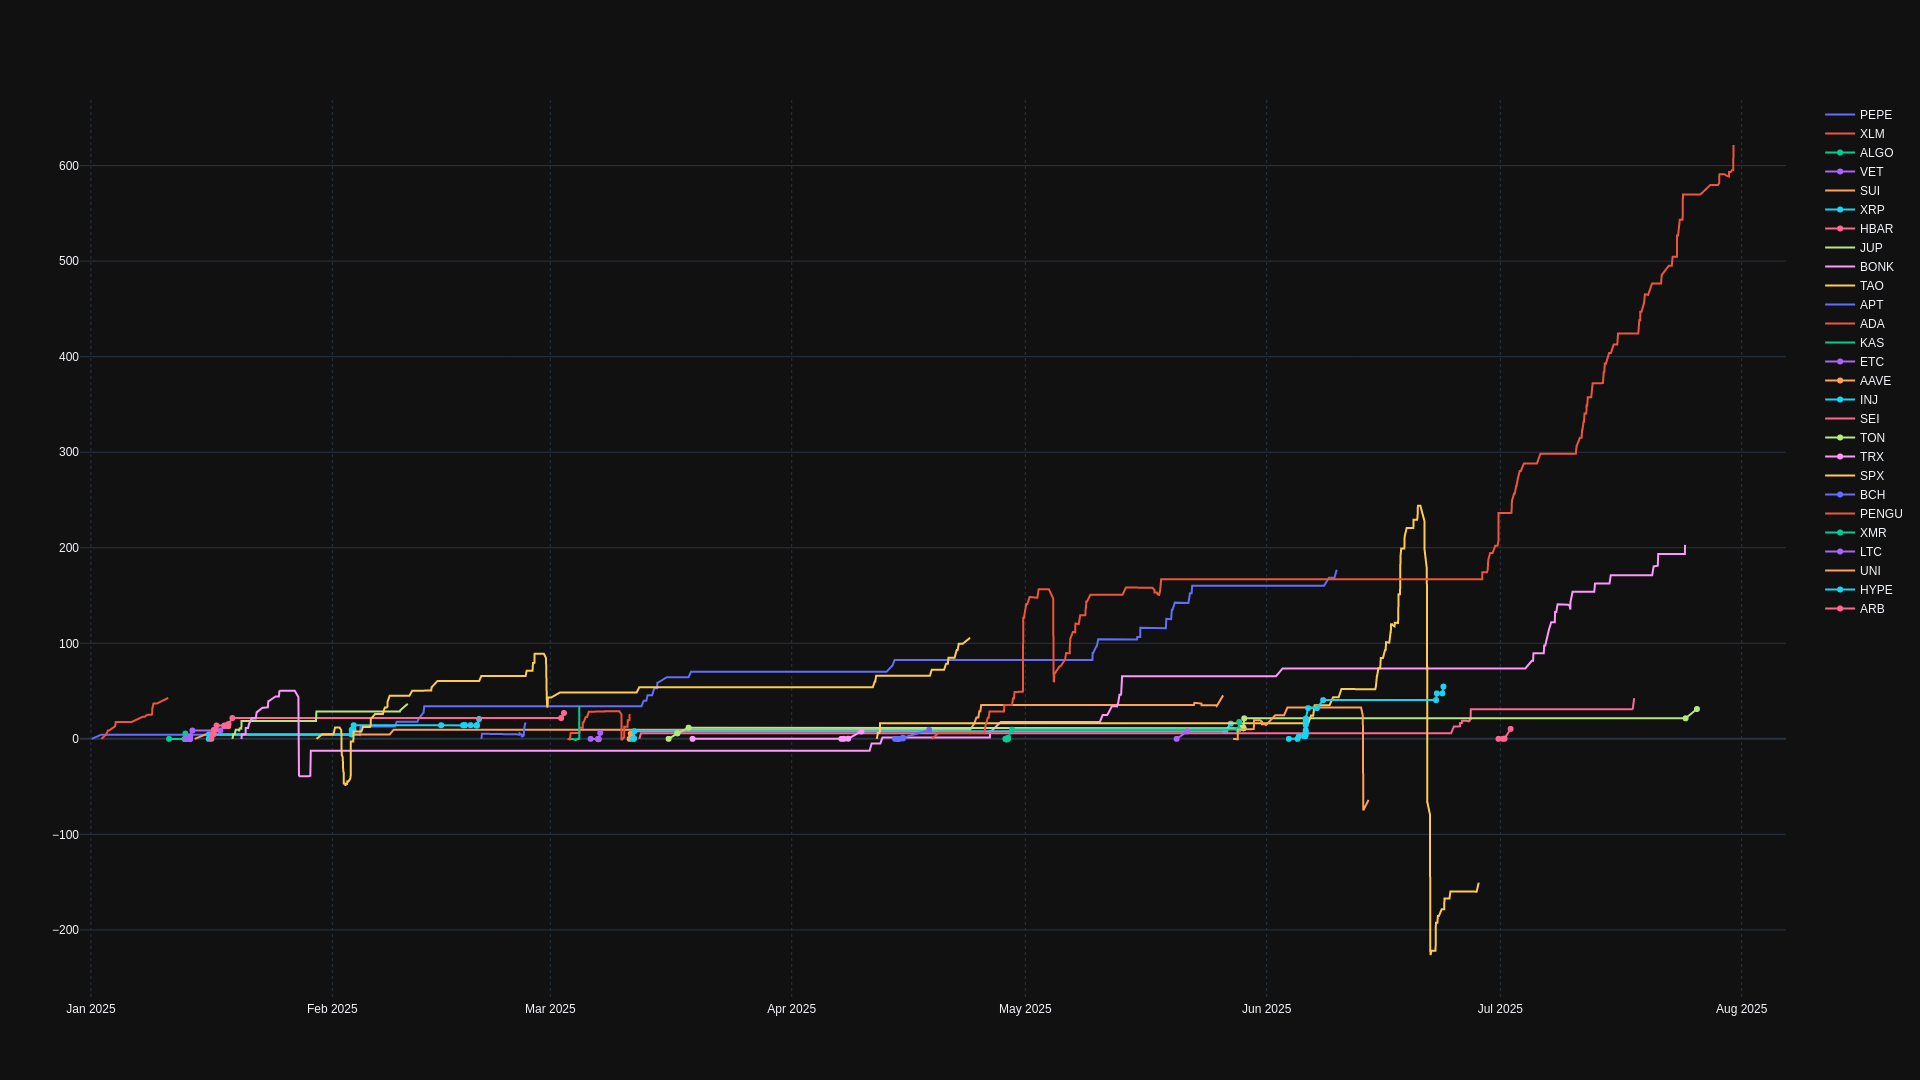 600
500
400
300
200
100
0
−100
−200
Jan 2025 Feb 2025 Mar 2025 Apr 2025 May 2025 Jun 2025 Jul 2025 Aug 2025
PEPE
XLM
ALGO
VET
SUI
XRP
HBAR
JUP
BONK
TAO
APT
ADA
KAS
ETC
AAVE
INJ
SEI
TON
TRX
SPX
BCH
PENGU
XMR
LTC
UNI
HYPE
ARB